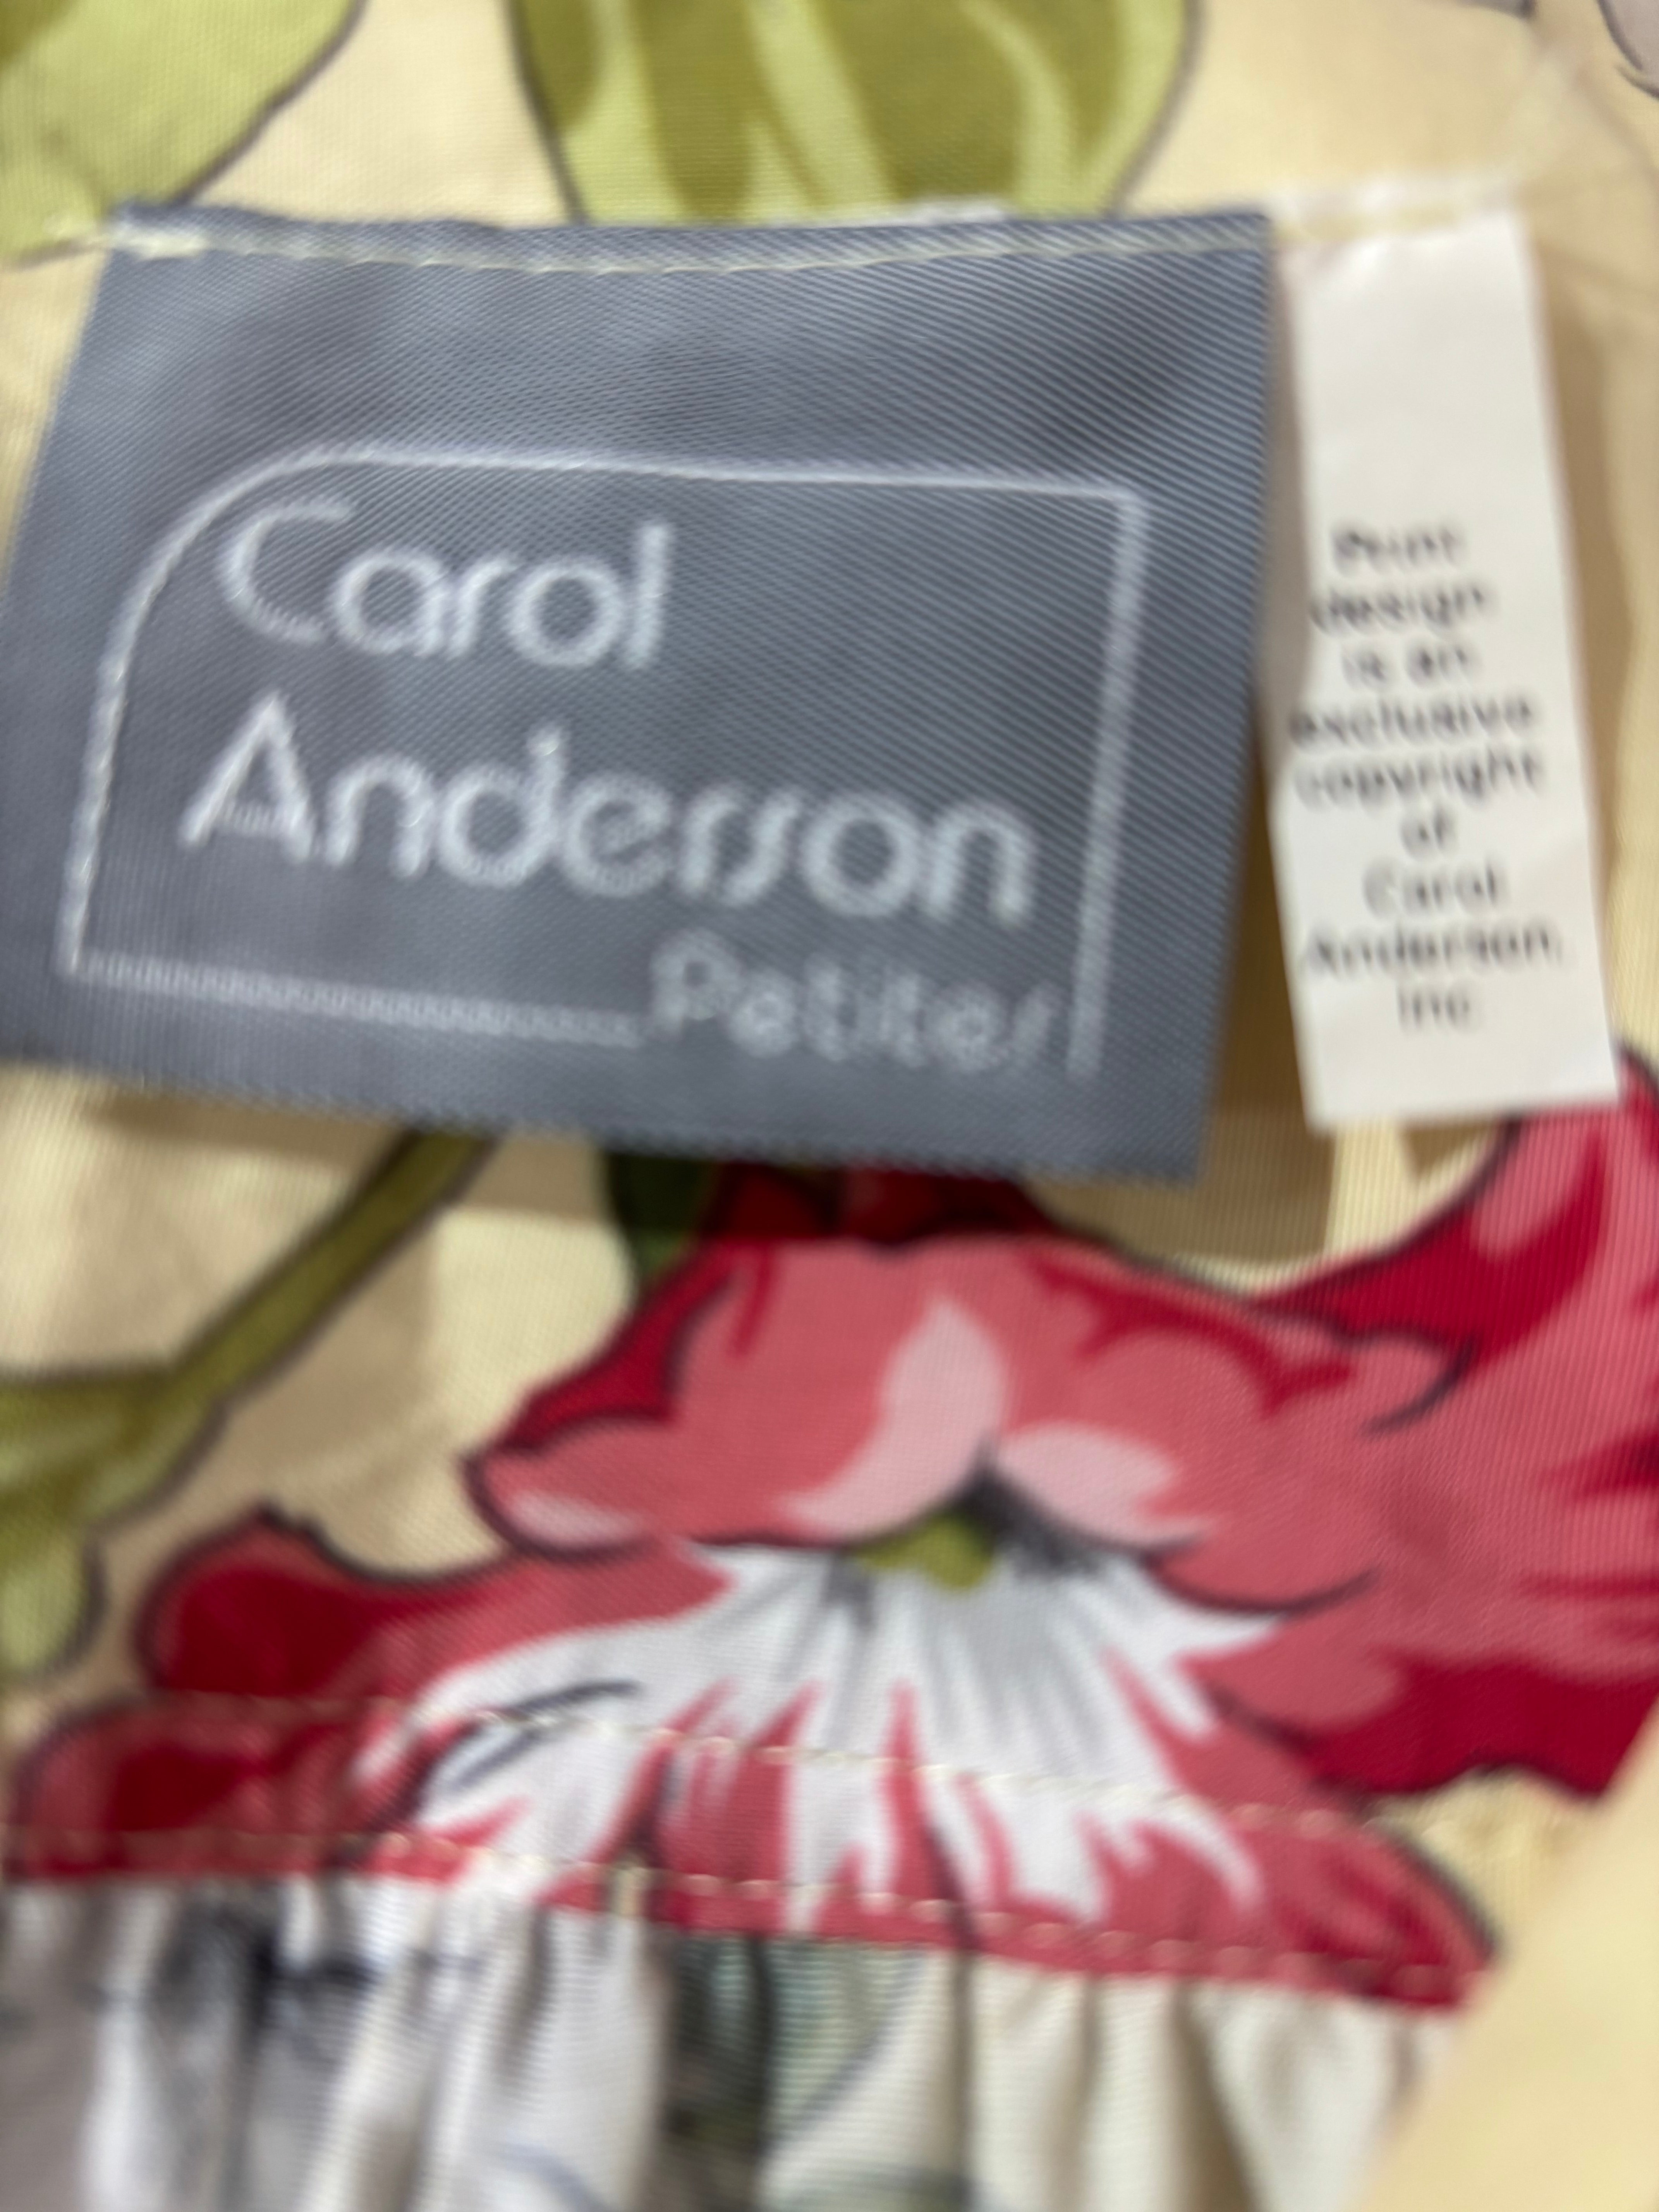 Carol
Anderson
Petites
Print
design
is an
exclusive
copyright
of
Carol
Anderson,
Inc